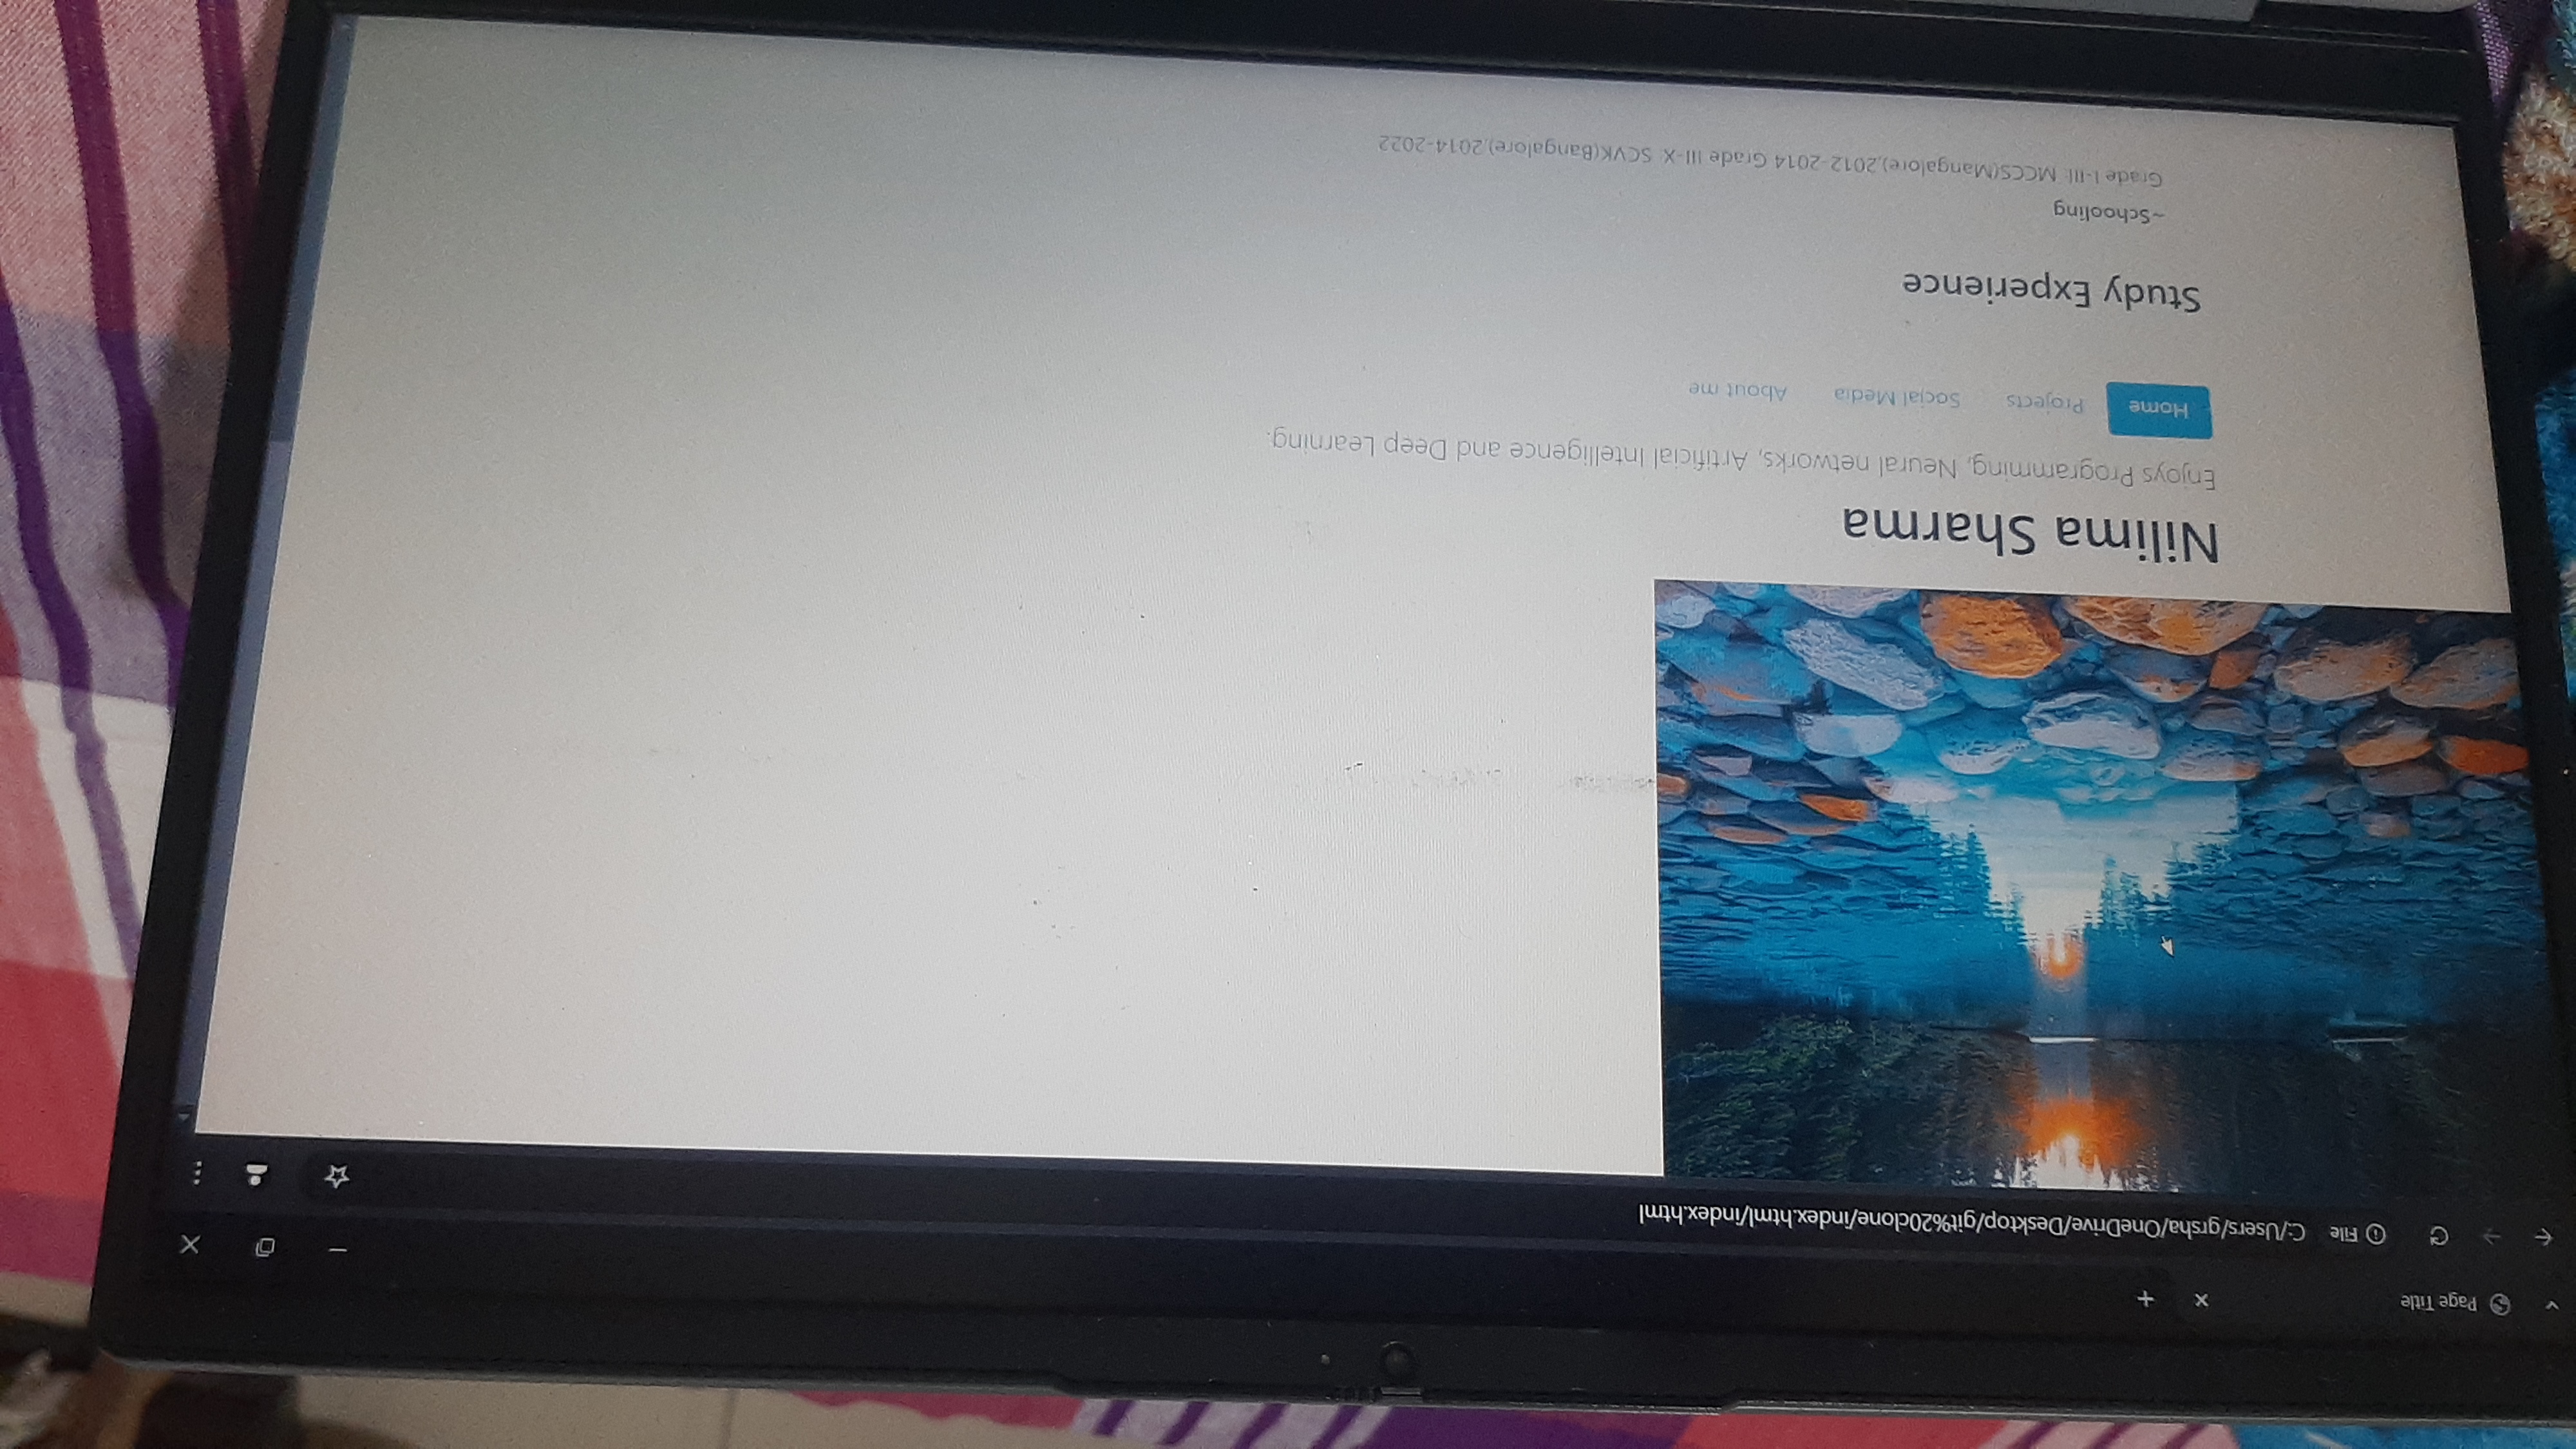 Page Title
File C:/Users/grsha/OneDrive/Desktop/git%20clone/index.html/index.html
Nilima Sharma
Enjoys Programming, Neural networks, Artificial Intelligence and Deep Learning.
Home Projects Social Media About me
Study Experience
~Schooling
Grade I-III: MCCS(Mangalore),2012-2014 Grade III-X: SCVK(Bangalore),2014-2022